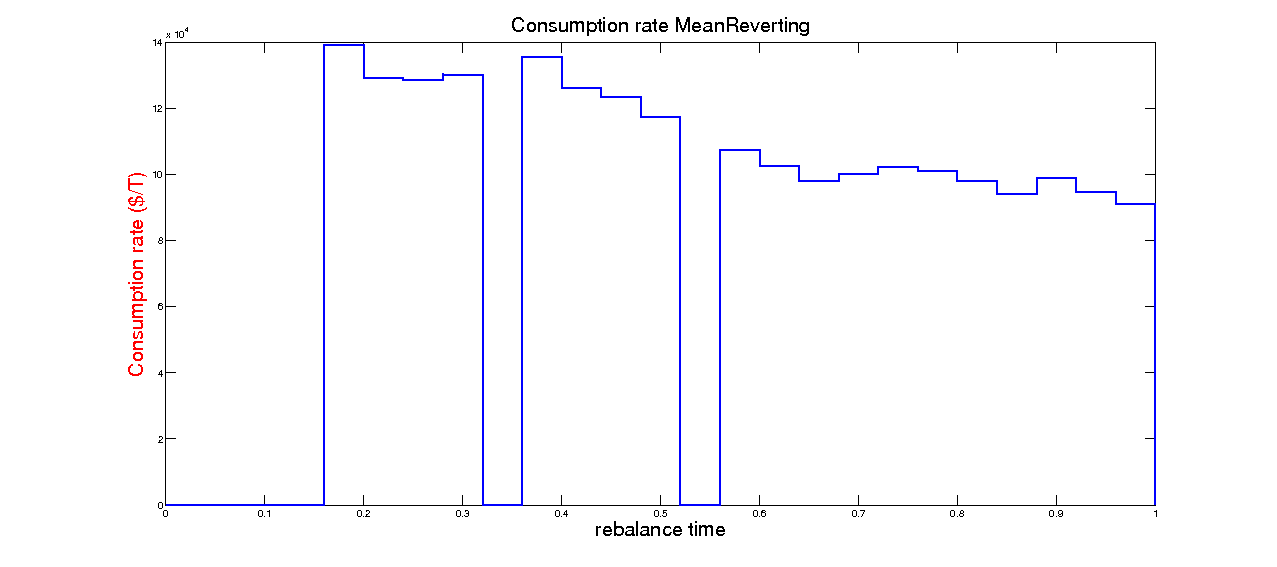 Consumption rate MeanReverting
x 10^4
14
12
10
8
6
4
2
0
Consumption rate ($/T)
0 0.1 0.2 0.3 0.4 0.5 0.6 0.7 0.8 0.9 1
rebalance time